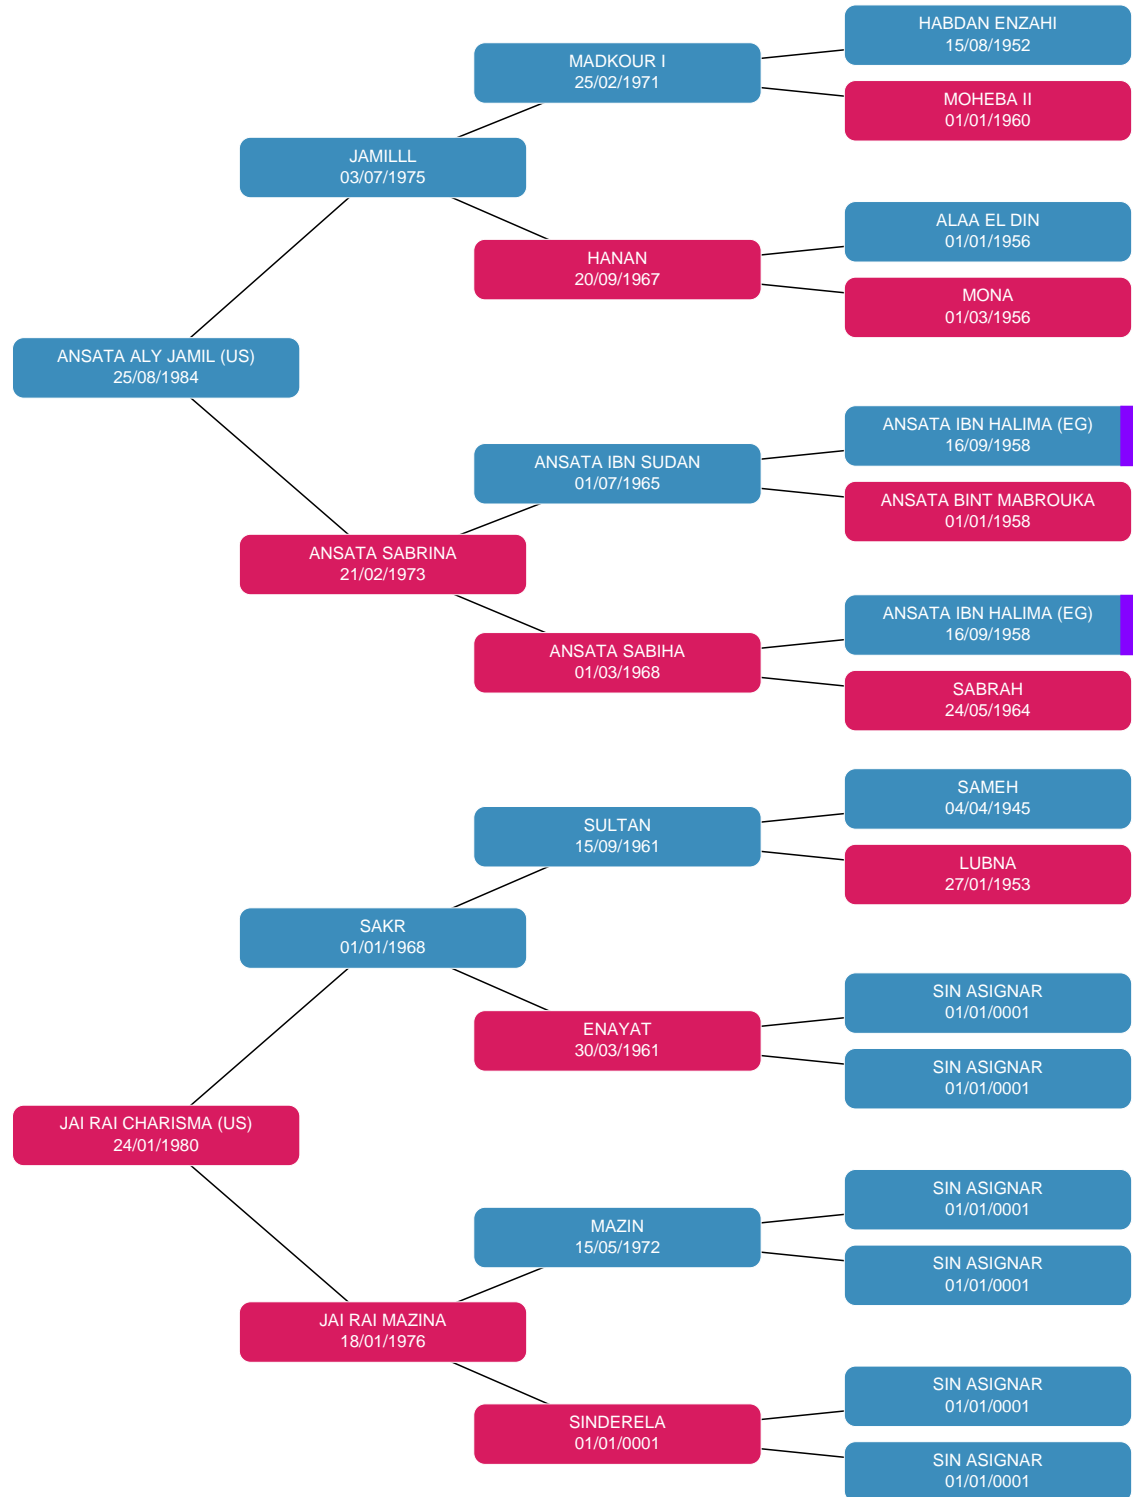 HABDAN ENZAHI
15/08/1952
MADKOUR I
25/02/1971
MOHEBA II
01/01/1960
JAMILLL
03/07/1975
ALAA EL DIN
01/01/1956
HANAN
20/09/1967
MONA
01/03/1956
ANSATA ALY JAMIL (US)
25/08/1984
ANSATA IBN HALIMA (EG)
16/09/1958
ANSATA IBN SUDAN
01/07/1965
ANSATA BINT MABROUKA
01/01/1958
ANSATA SABRINA
21/02/1973
ANSATA IBN HALIMA (EG)
16/09/1958
ANSATA SABIHA
01/03/1968
SABRAH
24/05/1964
SAMEH
04/04/1945
SULTAN
15/09/1961
LUBNA
27/01/1953
SAKR
01/01/1968
SIN ASIGNAR
01/01/0001
ENAYAT
30/03/1961
SIN ASIGNAR
01/01/0001
JAI RAI CHARISMA (US)
24/01/1980
SIN ASIGNAR
01/01/0001
MAZIN
15/05/1972
SIN ASIGNAR
01/01/0001
JAI RAI MAZINA
18/01/1976
SIN ASIGNAR
01/01/0001
SINDERELA
01/01/0001
SIN ASIGNAR
01/01/0001